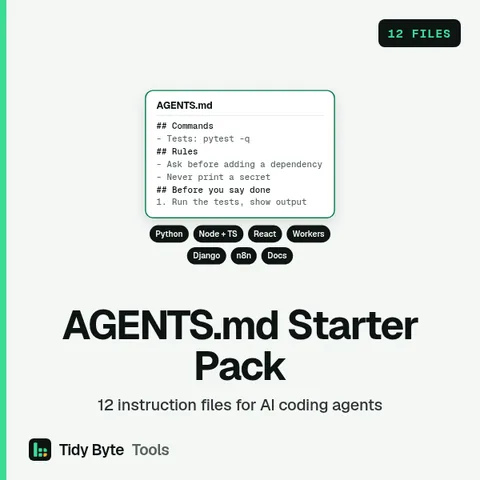 12 FILES
AGENTS.md
## Commands
- Tests: pytest -q
## Rules
- Ask before adding a dependency
- Never print a secret
## Before you say done
1. Run the tests, show output
Python Node + TS React Workers
Django n8n Docs
AGENTS.md Starter
Pack
12 instruction files for AI coding agents
Tidy Byte Tools